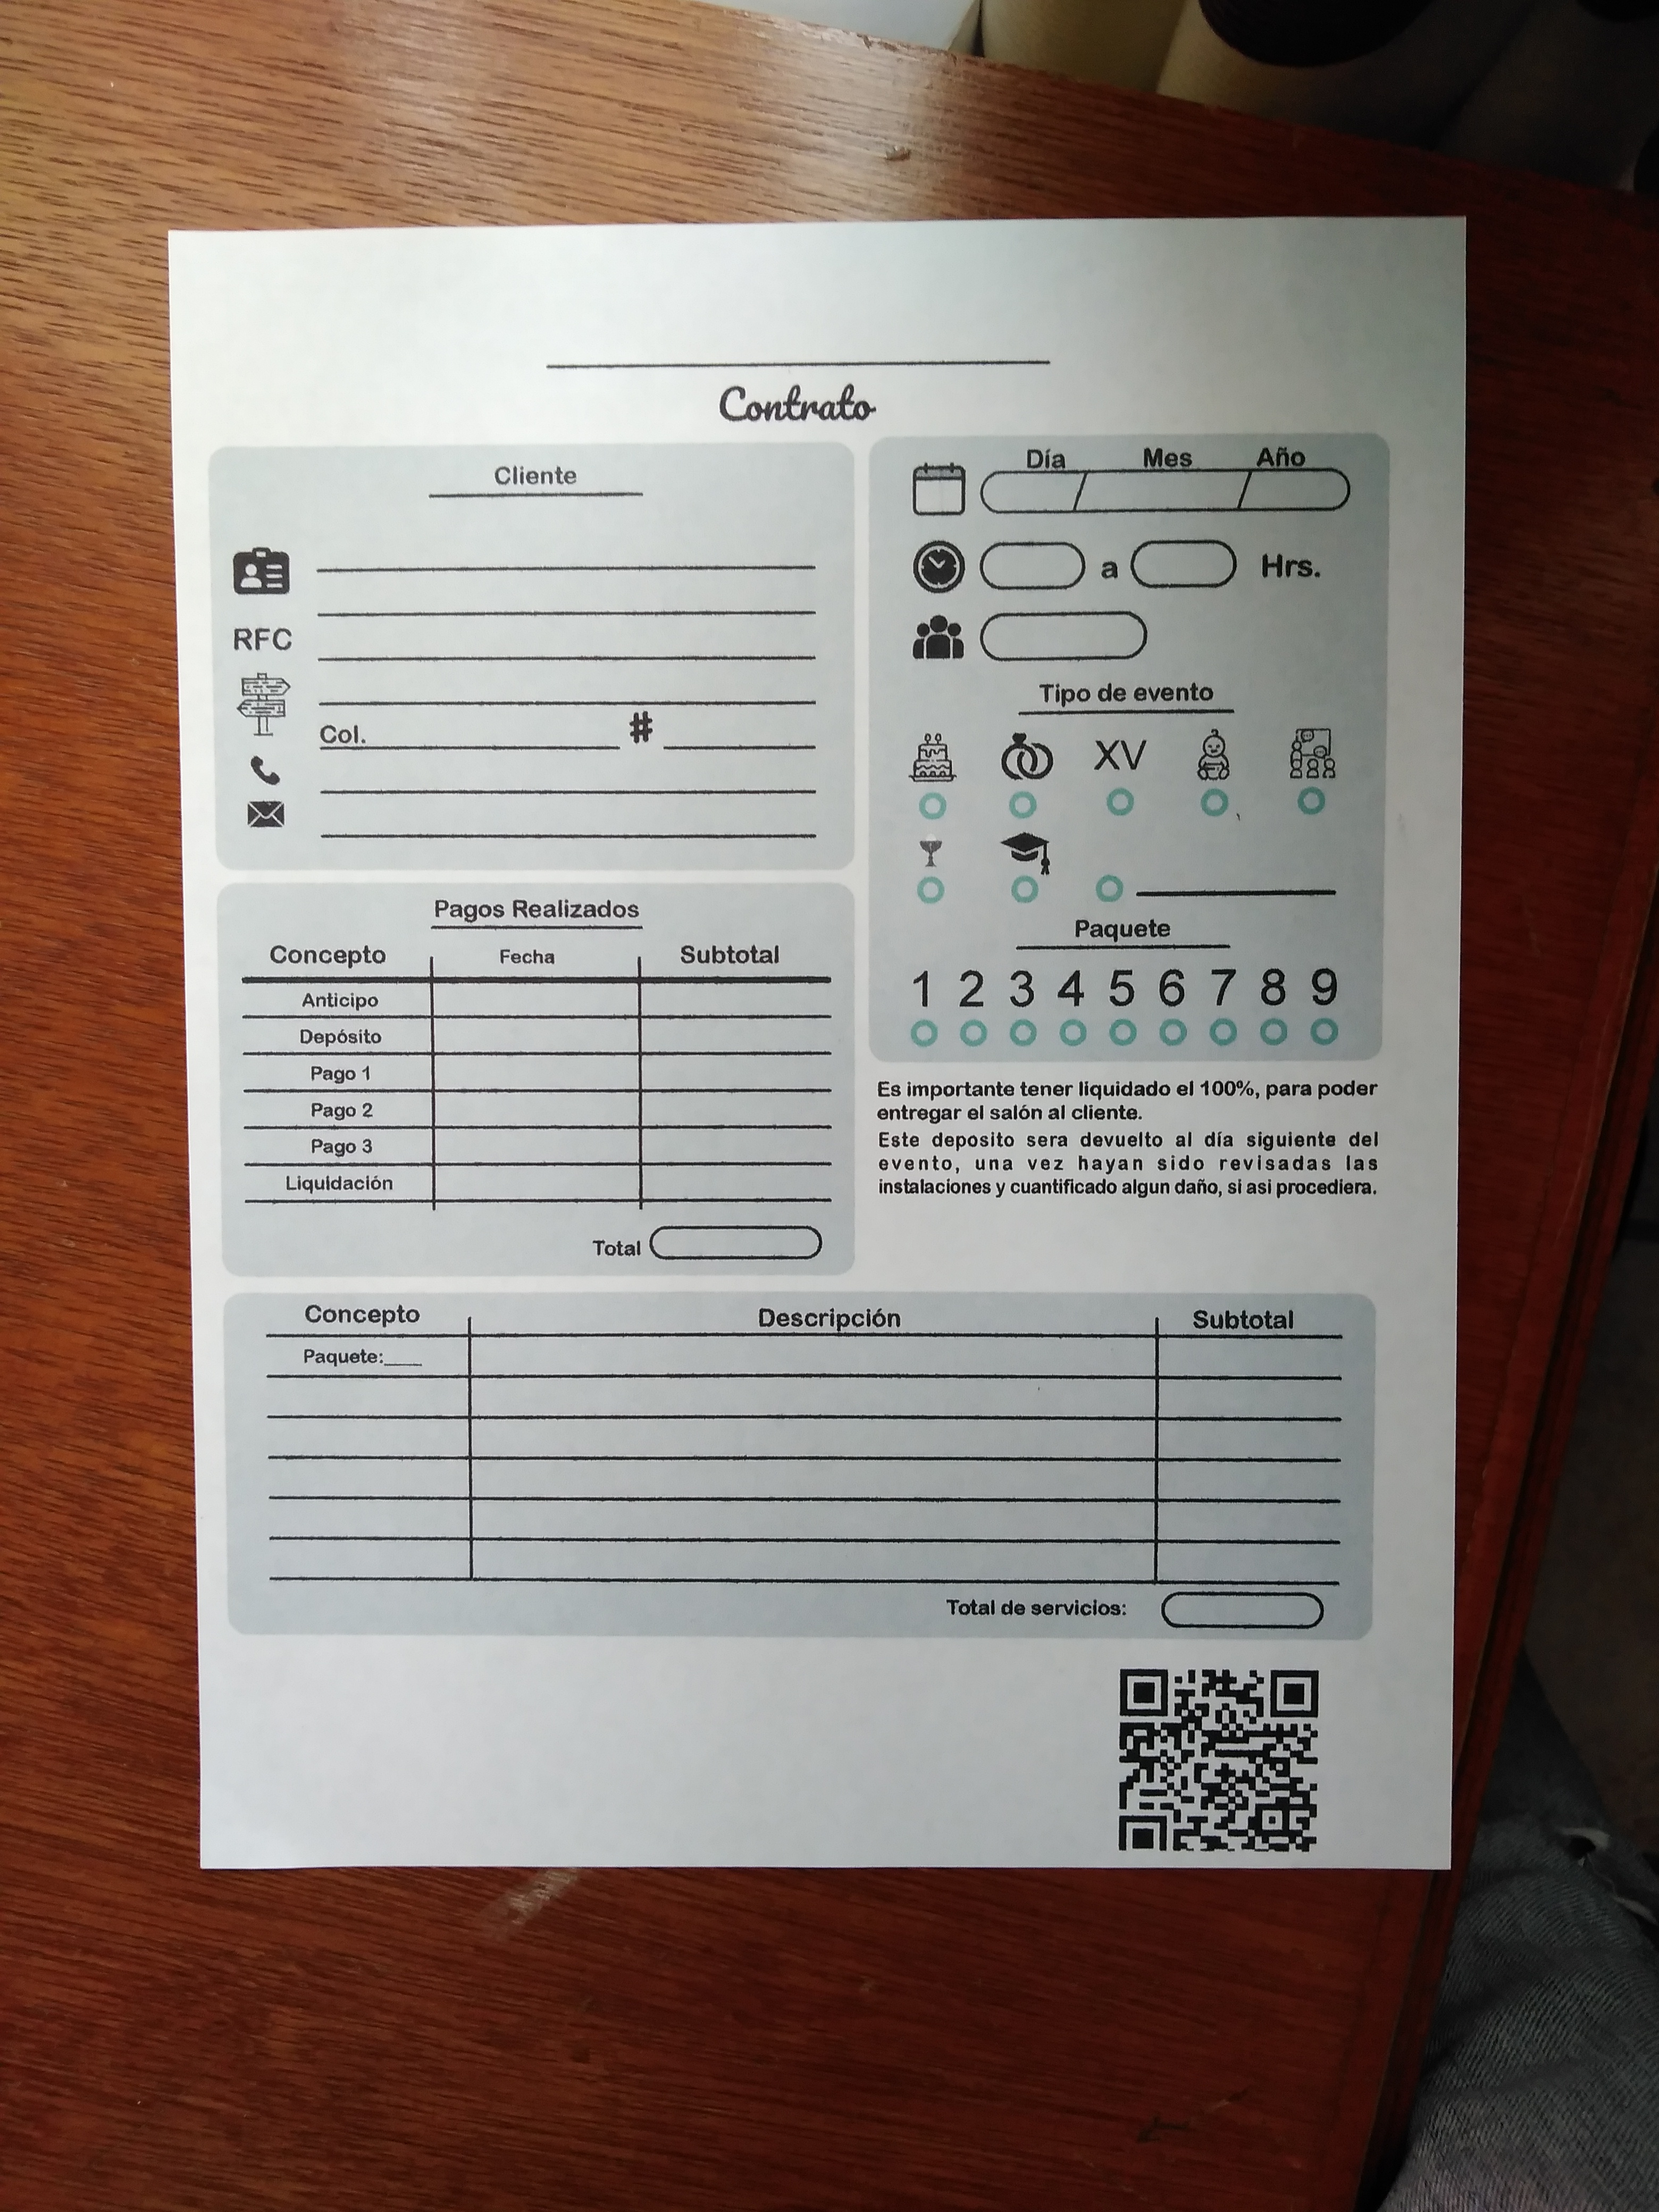 Contrato
Cliente
RFC
Col. #
Día Mes Año
a Hrs.
Tipo de evento
XV
Paquete
1 2 3 4 5 6 7 8 9
Pagos Realizados
Concepto Fecha Subtotal
Anticipo
Depósito
Pago 1
Pago 2
Pago 3
Liquidación
Total
Es importante tener liquidado el 100%, para poder
entregar el salón al cliente.
Este deposito sera devuelto al día siguiente del
evento, una vez hayan sido revisadas las
instalaciones y cuantificado algun daño, si asi procediera.
Concepto Descripción Subtotal
Paquete:____
Total de servicios: